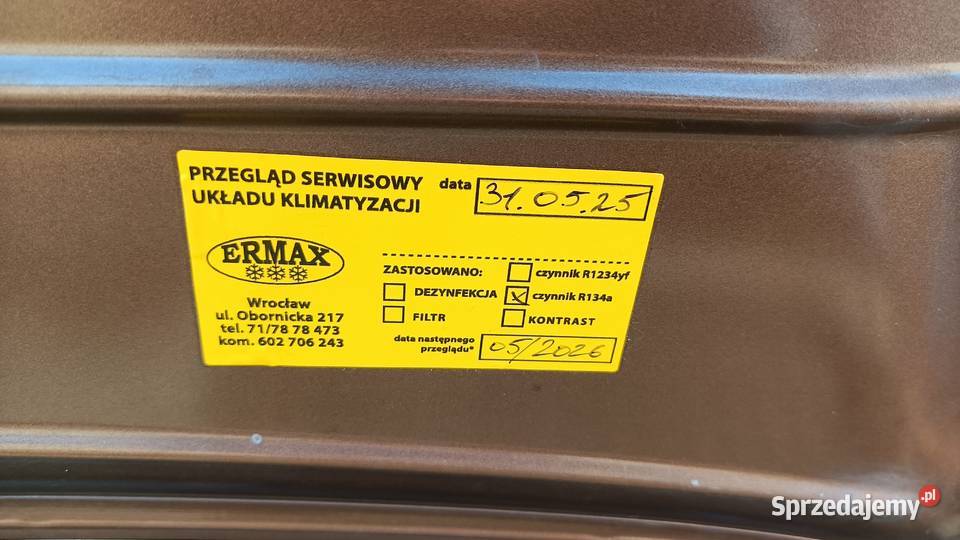 PRZEGLĄD SERWISOWY
UKŁADU KLIMATYZACJI
data 31.05.25
ERMAX
Wrocław
ul. Obornicka 217
tel. 71/78 78 473
kom. 602 706 243
ZASTOSOWANO:
czynnik R1234yf
DEZYNFEKCJA
czynnik R134a
FILTR
KONTRAST
data następnego
przeglądu*
05/2026
Sprzedajemy.pl